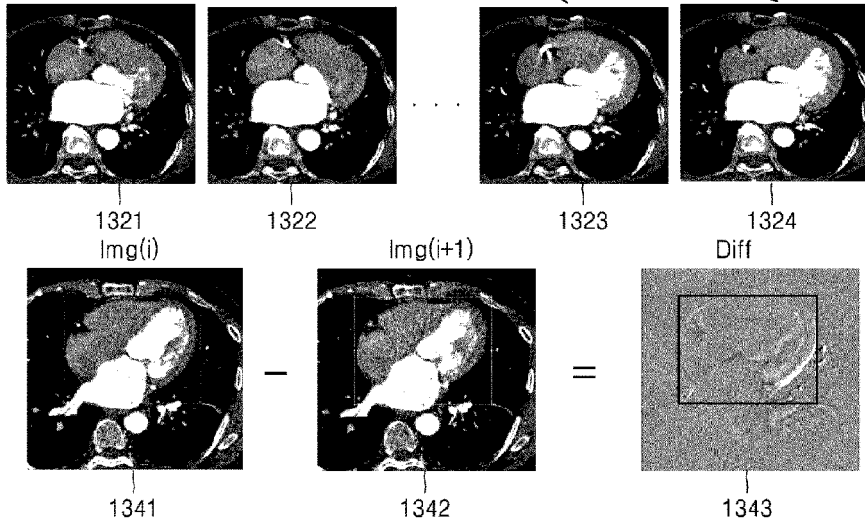 1321 1322 . . . 1323 1324
Img(i) Img(i+1) Diff
− =
1341 1342 1343